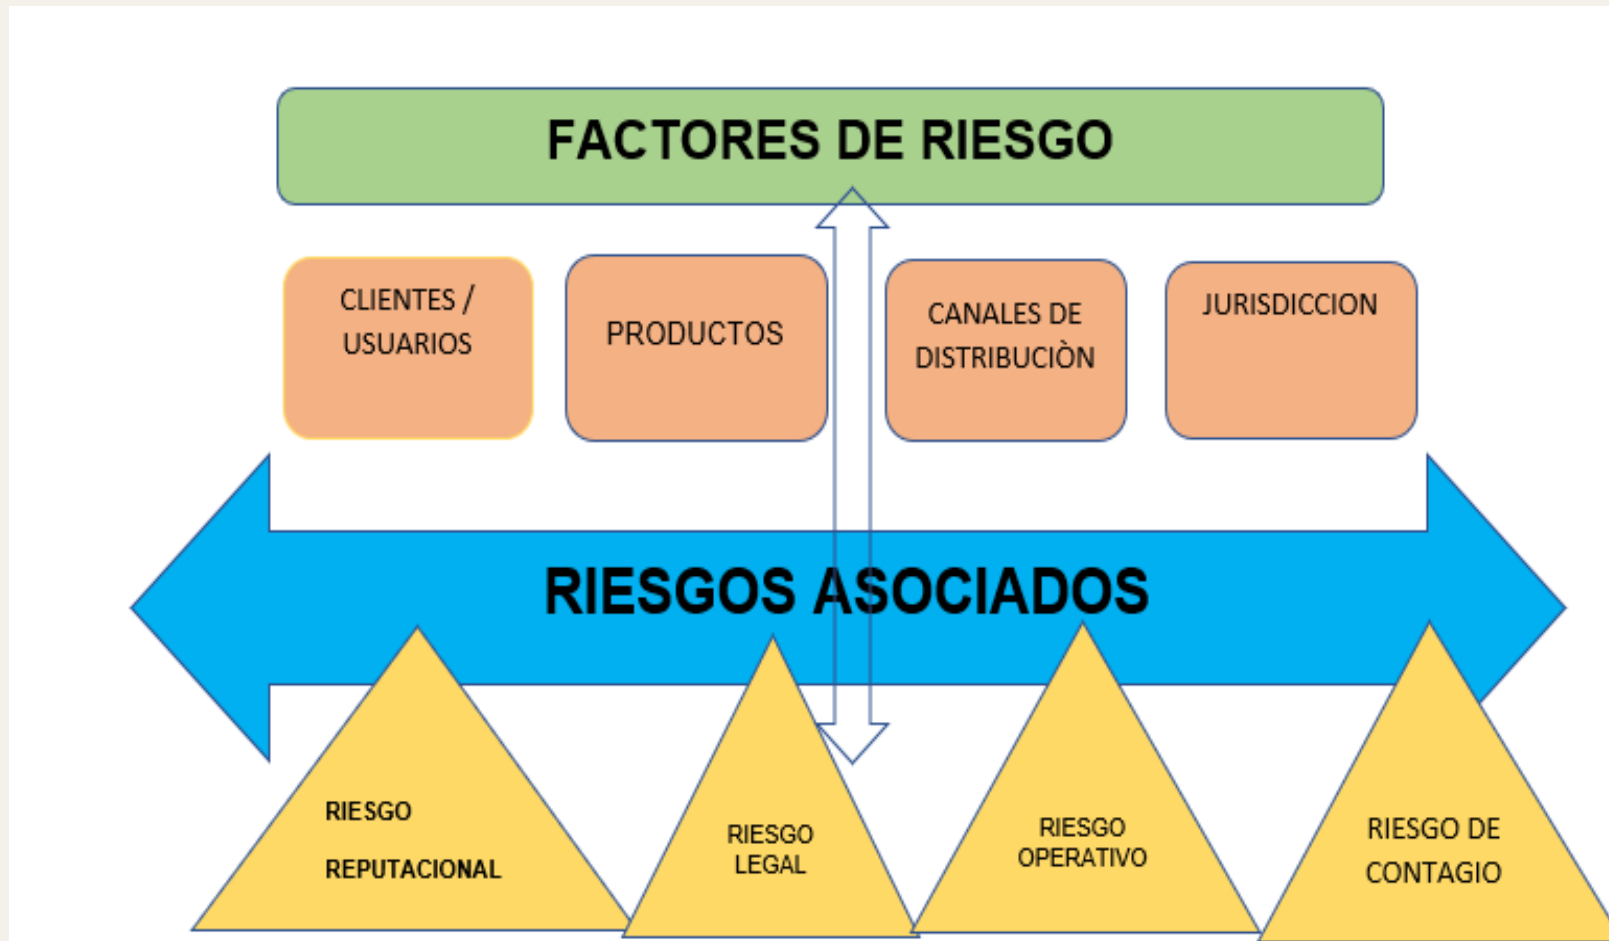 FACTORES DE RIESGO
CLIENTES /
USUARIOS
PRODUCTOS
CANALES DE
DISTRIBUCIÒN
JURISDICCION
RIESGOS ASOCIADOS
RIESGO
REPUTACIONAL
RIESGO
LEGAL
RIESGO
OPERATIVO
RIESGO DE
CONTAGIO